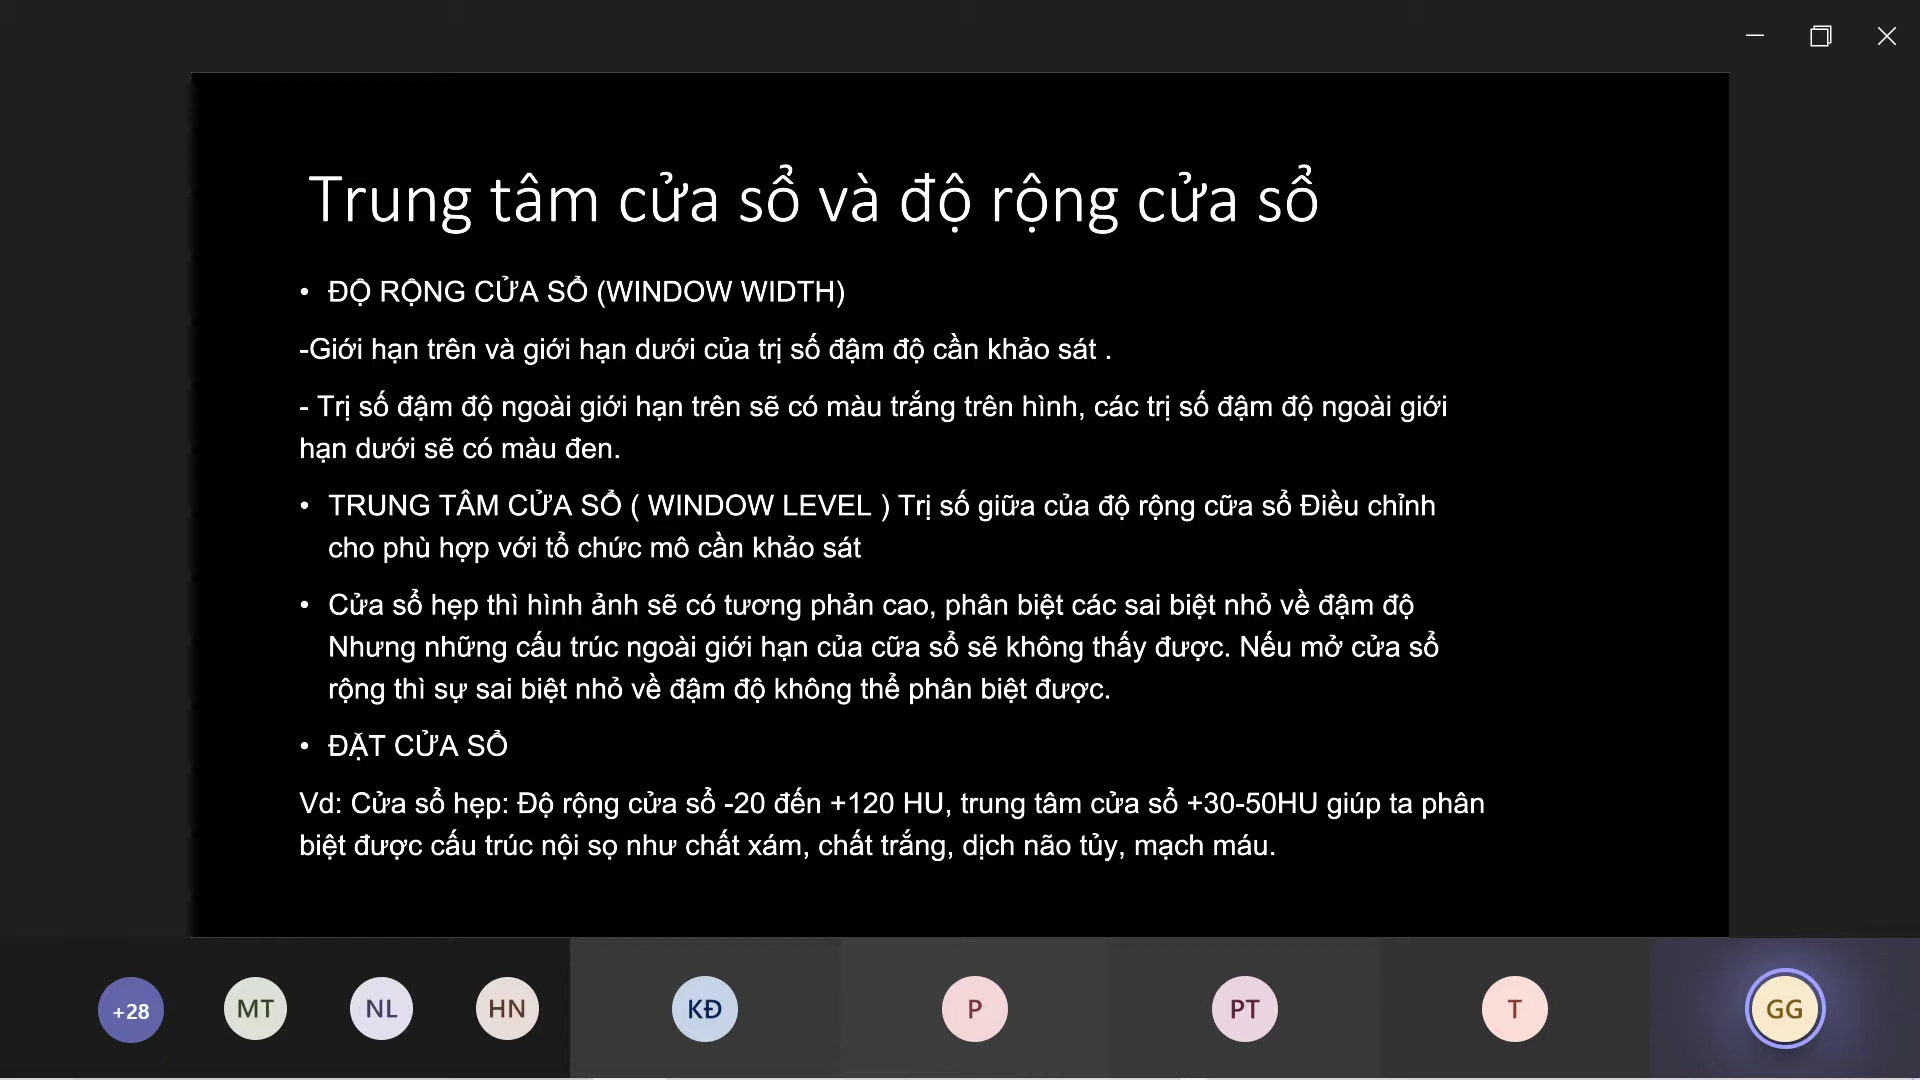 Trung tâm cửa sổ và độ rộng cửa sổ
• ĐỘ RỘNG CỬA SỔ (WINDOW WIDTH)
-Giới hạn trên và giới hạn dưới của trị số đậm độ cần khảo sát .
- Trị số đậm độ ngoài giới hạn trên sẽ có màu trắng trên hình, các trị số đậm độ ngoài giới
hạn dưới sẽ có màu đen.
• TRUNG TÂM CỬA SỔ ( WINDOW LEVEL ) Trị số giữa của độ rộng cữa sổ Điều chỉnh
cho phù hợp với tổ chức mô cần khảo sát
• Cửa sổ hẹp thì hình ảnh sẽ có tương phản cao, phân biệt các sai biệt nhỏ về đậm độ
Nhưng những cấu trúc ngoài giới hạn của cữa sổ sẽ không thấy được. Nếu mở cửa sổ
rộng thì sự sai biệt nhỏ về đậm độ không thể phân biệt được.
• ĐẶT CỬA SỔ
Vd: Cửa sổ hẹp: Độ rộng cửa sổ -20 đến +120 HU, trung tâm cửa sổ +30-50HU giúp ta phân
biệt được cấu trúc nội sọ như chất xám, chất trắng, dịch não tủy, mạch máu.
+28 MT NL HN KĐ P PT T GG